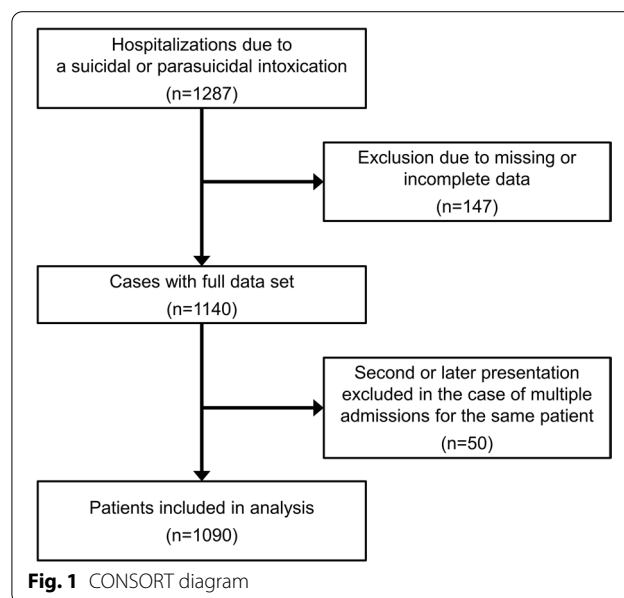 Hospitalizations due to
a suicidal or parasuicidal intoxication
(n=1287)
Exclusion due to missing or
incomplete data
(n=147)
Cases with full data set
(n=1140)
Second or later presentation
excluded in the case of multiple
admissions for the same patient
(n=50)
Patients included in analysis
(n=1090)
Fig. 1 CONSORT diagram